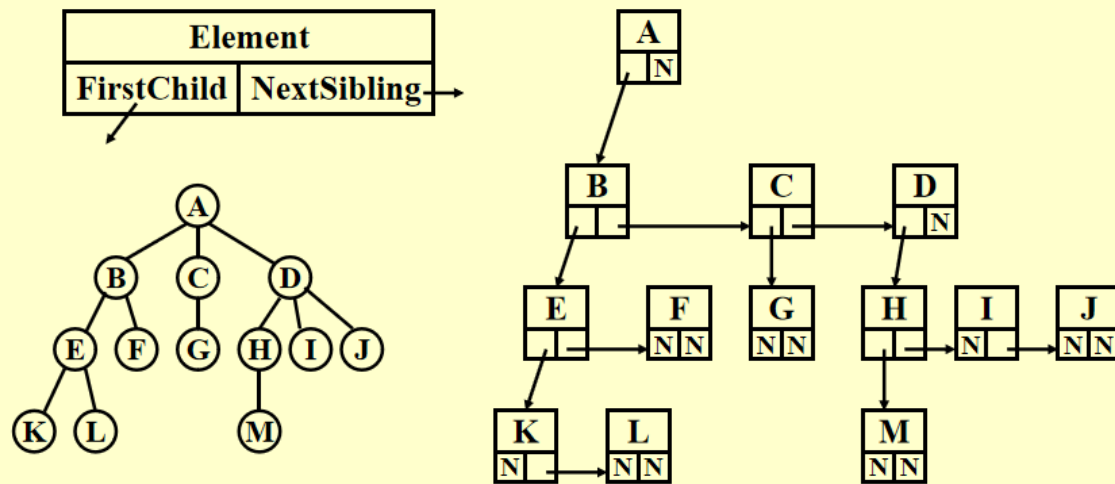 Element
FirstChild NextSibling
A
N
B C D
N
E F G H I J
N N N N N N N
K L M
N N N N N
A
B C D
E F G H I J
K L M